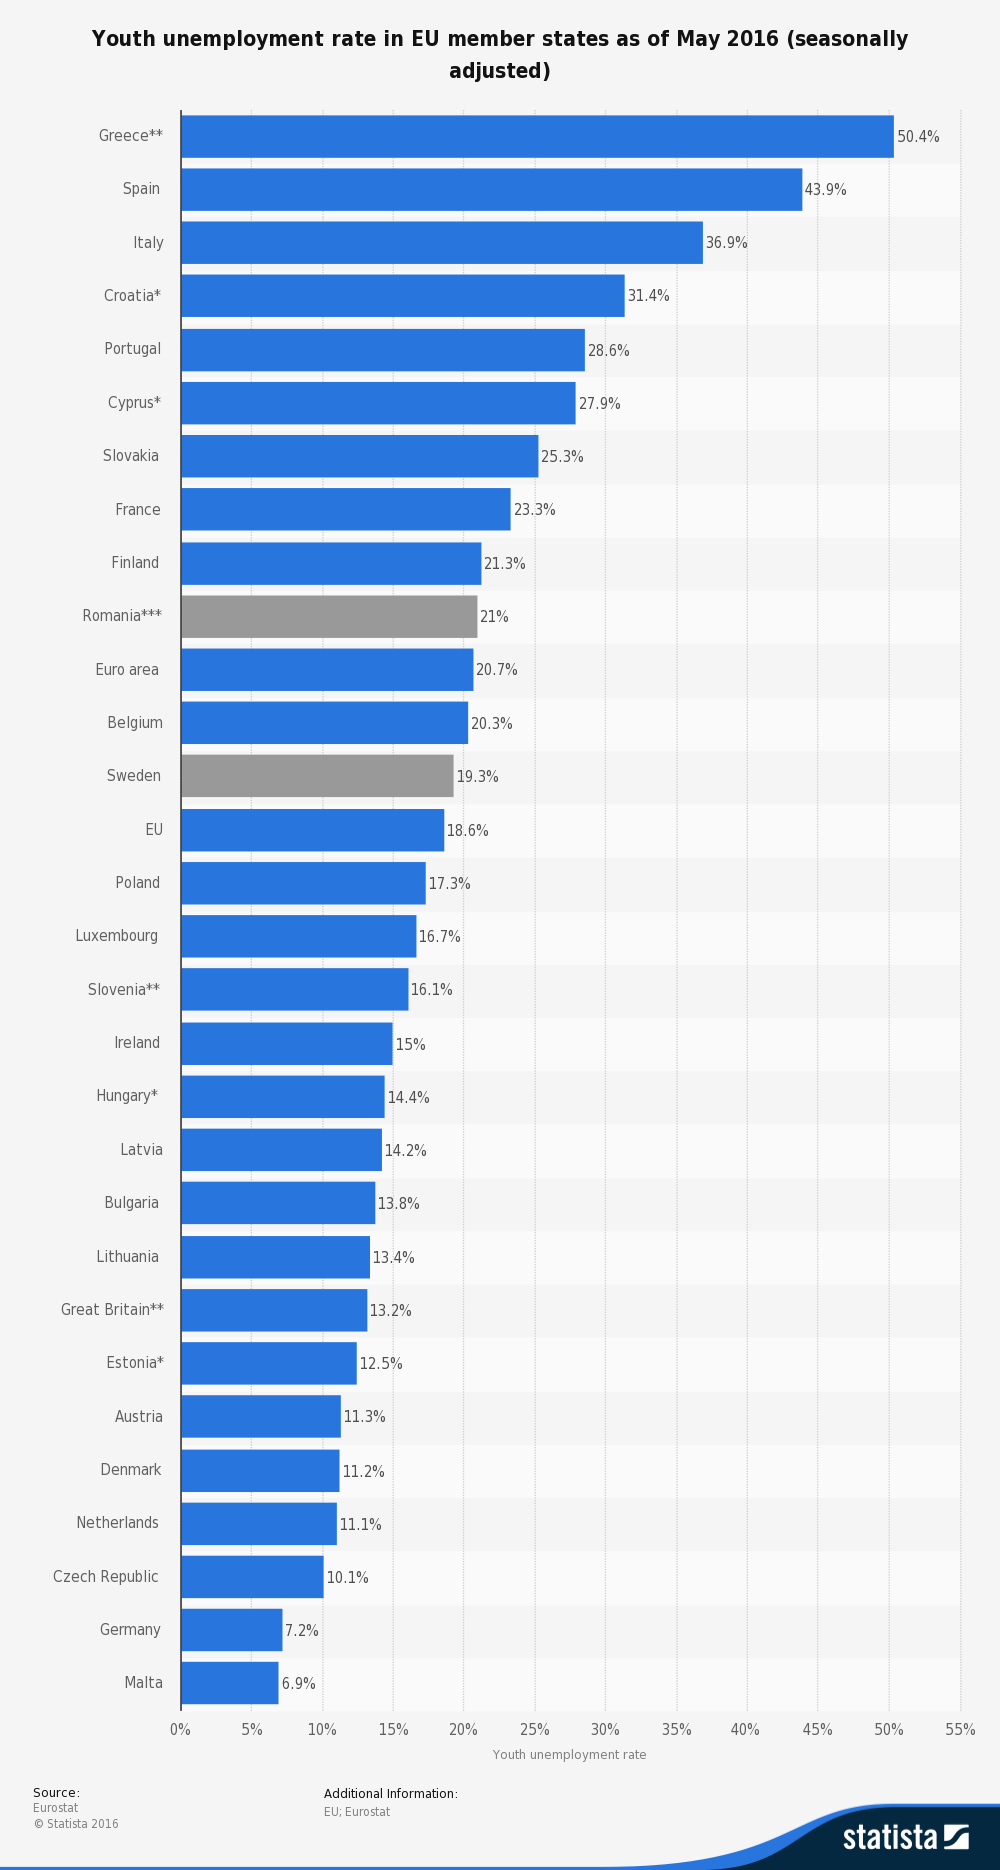 Youth unemployment rate in EU member states as of May 2016 (seasonally
adjusted)
Greece** 50.4%
Spain 43.9%
Italy 36.9%
Croatia* 31.4%
Portugal 28.6%
Cyprus* 27.9%
Slovakia 25.3%
France 23.3%
Finland 21.3%
Romania*** 21%
Euro area 20.7%
Belgium 20.3%
Sweden 19.3%
EU 18.6%
Poland 17.3%
Luxembourg 16.7%
Slovenia** 16.1%
Ireland 15%
Hungary* 14.4%
Latvia 14.2%
Bulgaria 13.8%
Lithuania 13.4%
Great Britain** 13.2%
Estonia* 12.5%
Austria 11.3%
Denmark 11.2%
Netherlands 11.1%
Czech Republic 10.1%
Germany 7.2%
Malta 6.9%
0% 5% 10% 15% 20% 25% 30% 35% 40% 45% 50% 55%
Youth unemployment rate
Source:
Eurostat
© Statista 2016
Additional Information:
EU; Eurostat
statista